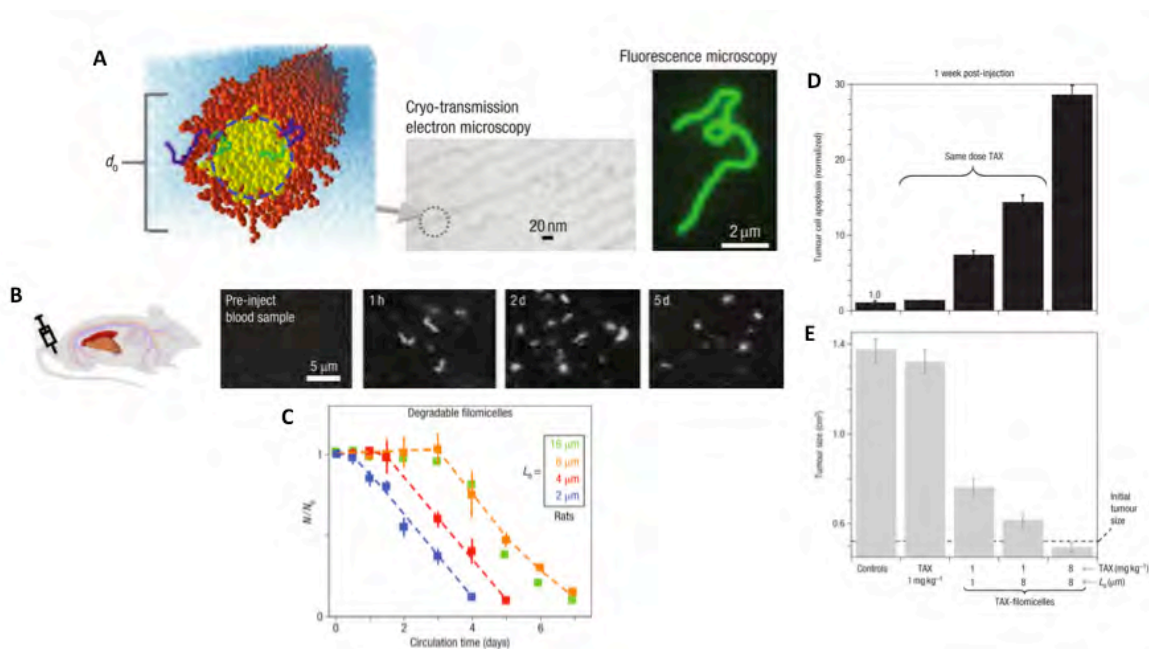 A
d₀
Cryo-transmission
electron microscopy
20 nm
Fluorescence microscopy
2 µm
B
Pre-inject
blood sample
5 µm
1 h
2 d
5 d
C
Degradable filomicelles
N/N₀
1
0
L₀ =
16 µm
8 µm
4 µm
2 µm
Rats
0 2 4 6
Circulation time (days)
D
1 week post-injection
Tumour cell apoptosis (normalized)
30
20
10
0
1.0
Same dose TAX
E
Tumour size (cm²)
1.4
1.0
0.6
Initial
tumour
size
Controls TAX 1 1 8 TAX (mg kg⁻¹)
1 mg kg⁻¹ 1 8 8 L₀ (µm)
TAX-filomicelles